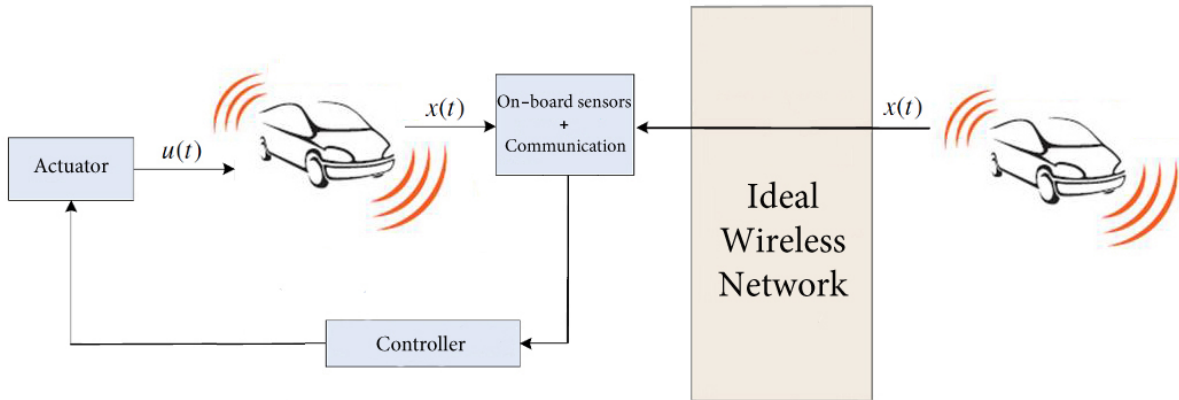 Actuator
u(t)
x(t)
On-board sensors
+
Communication
Controller
Ideal
Wireless
Network
x(t)